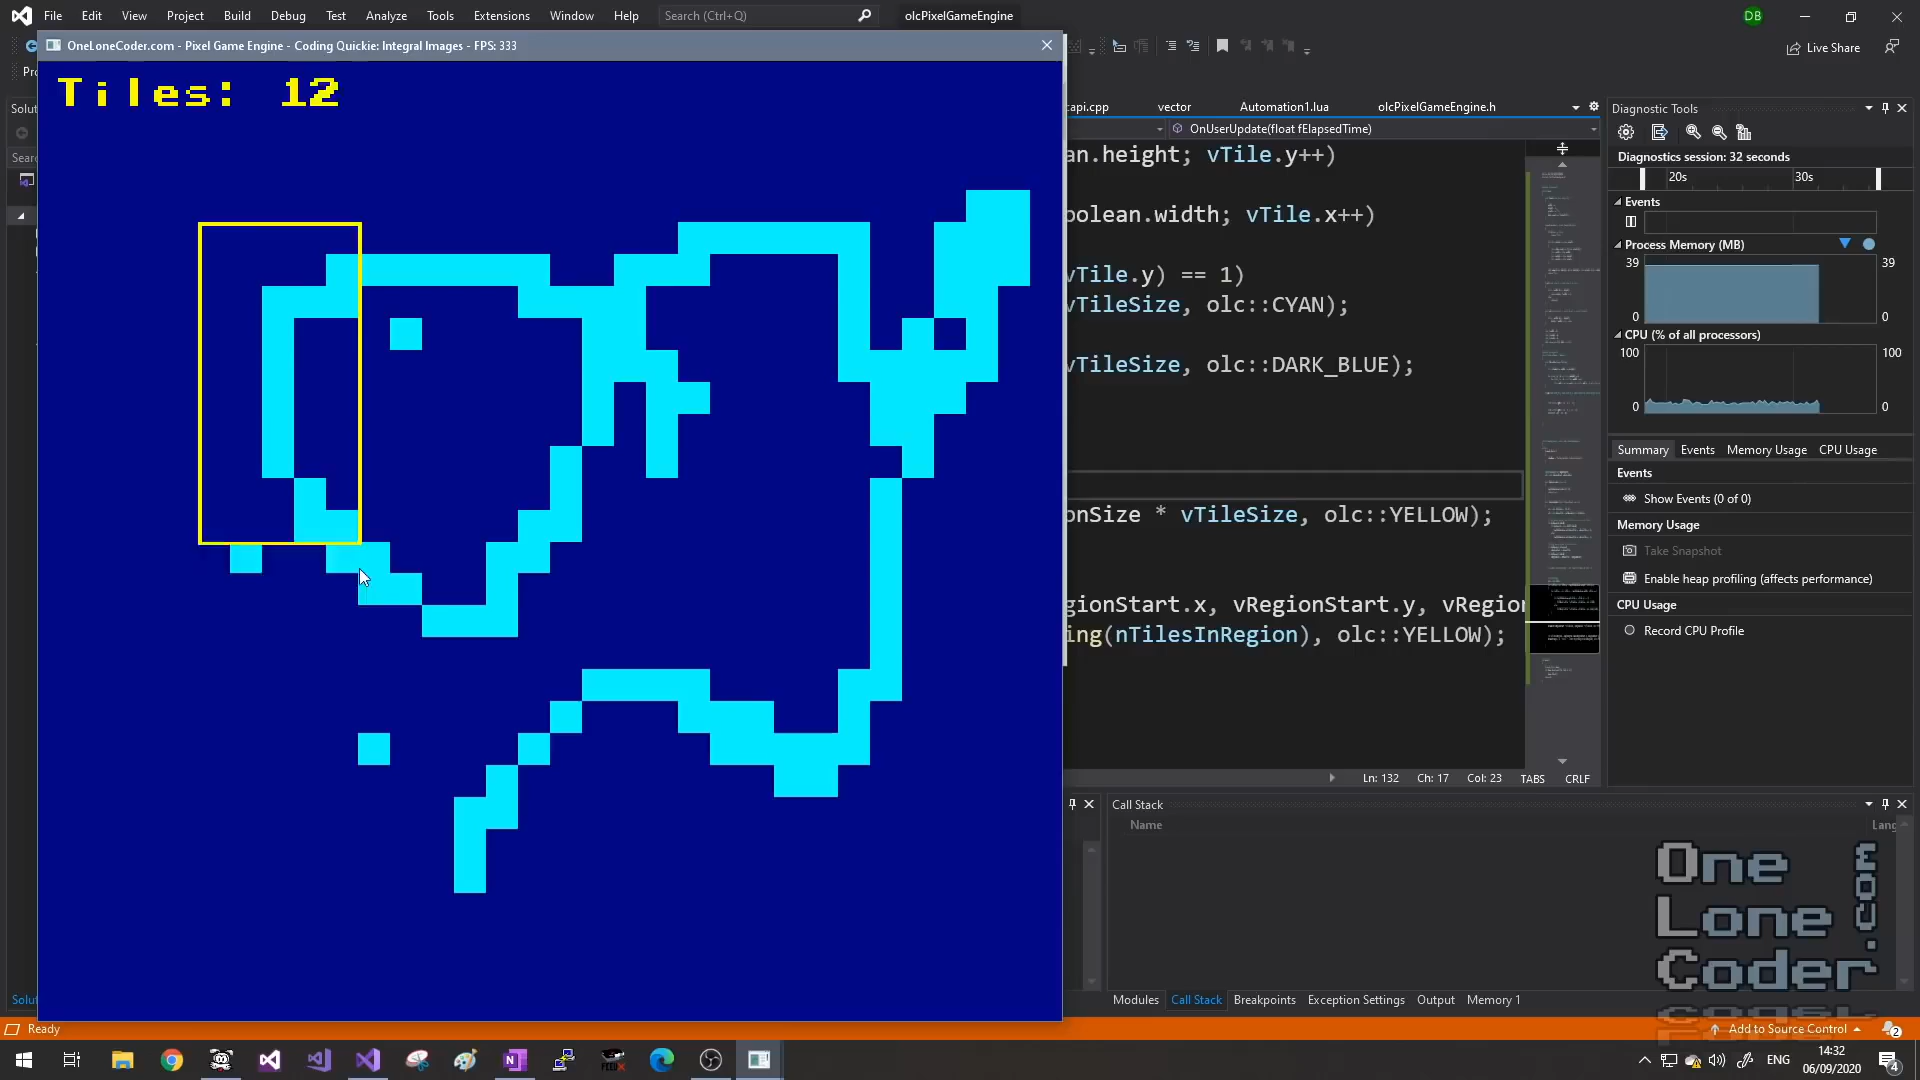 File Edit View Project Build Debug Test Analyze Tools Extensions Window Help Search (Ctrl+Q) olcPixelGameEngine DB
OneLoneCoder.com - Pixel Game Engine - Coding Quickie: Integral Images - FPS: 333
Live Share
Tiles: 12
capi.cpp vector Automation1.lua olcPixelGameEngine.h
OnUserUpdate(float fElapsedTime)
an.height; vTile.y++)
oolean.width; vTile.x++)
vTile.y) == 1)
vTileSize, olc::CYAN);
vTileSize, olc::DARK_BLUE);
onSize * vTileSize, olc::YELLOW);
gionStart.x, vRegionStart.y, vRegion
ing(nTilesInRegion), olc::YELLOW);
Ln: 132 Ch: 17 Col: 23 TABS CRLF
Diagnostic Tools
Diagnostics session: 32 seconds
20s 30s
Events
Process Memory (MB)
39 39
0 0
CPU (% of all processors)
100 100
0 0
Summary Events Memory Usage CPU Usage
Events
Show Events (0 of 0)
Memory Usage
Take Snapshot
Enable heap profiling (affects performance)
CPU Usage
Record CPU Profile
Call Stack
Name Lang
Modules Call Stack Breakpoints Exception Settings Output Memory 1
One
Lone
Coder
.com
Solut
Ready
Add to Source Control 2
ENG 14:32
06/09/2020 4